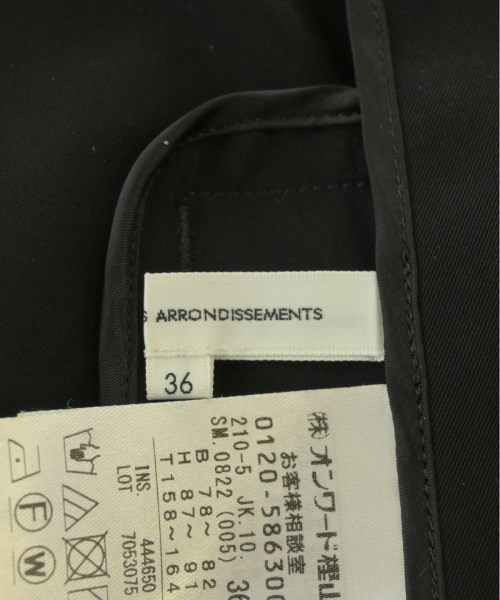 S ARRONDISSEMENTS
36
(株)オンワード樫山
お客様相談室
0120-586300
210-5 JK.10. 36
SM.0822 (005)
B 78~ 82
H 87~ 91
T158~164
INS. 444650
LOT 7053075
F
W